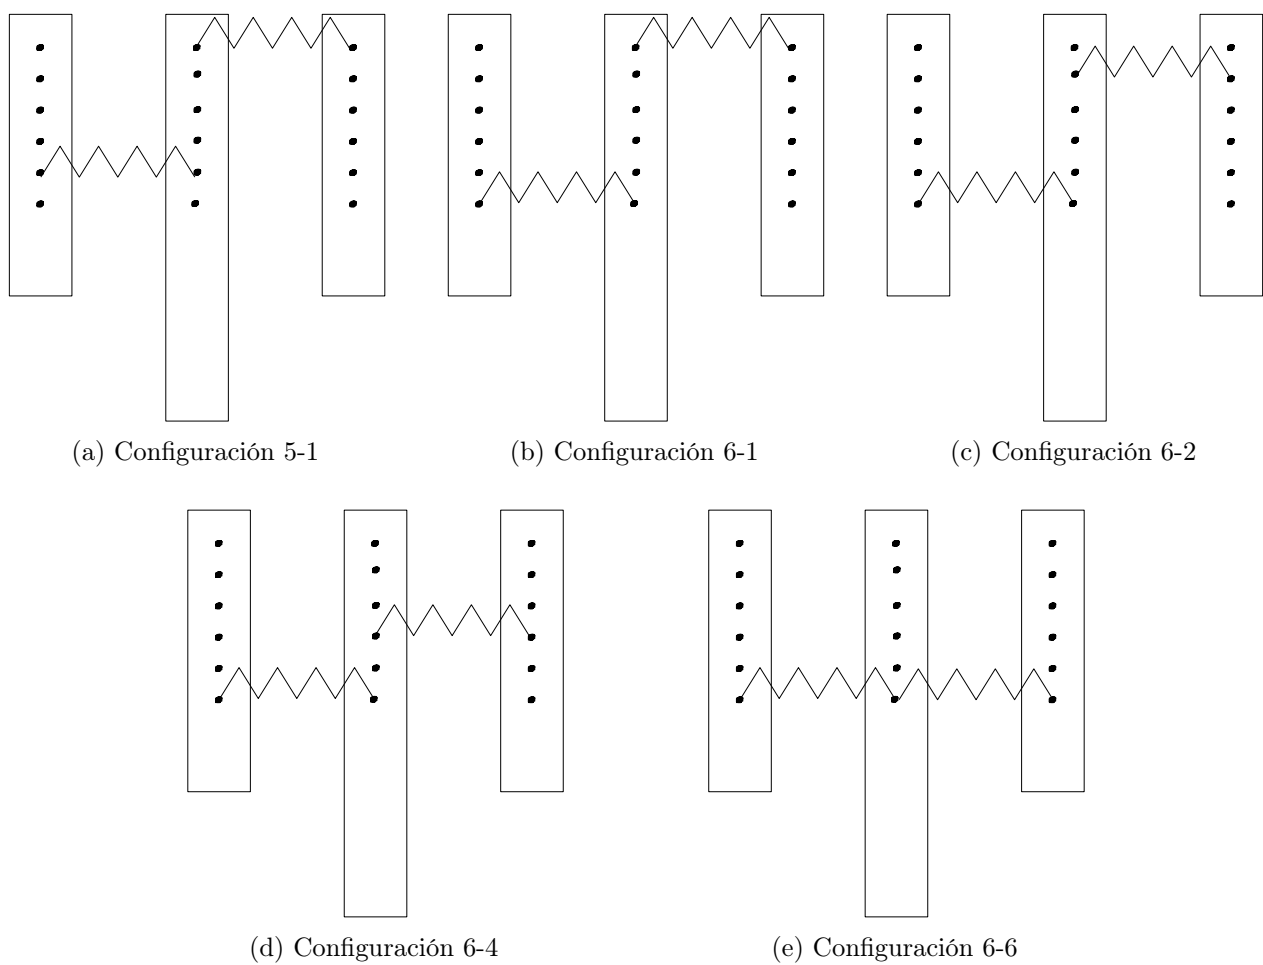 (a) Configuración 5-1
(b) Configuración 6-1
(c) Configuración 6-2
(d) Configuración 6-4
(e) Configuración 6-6